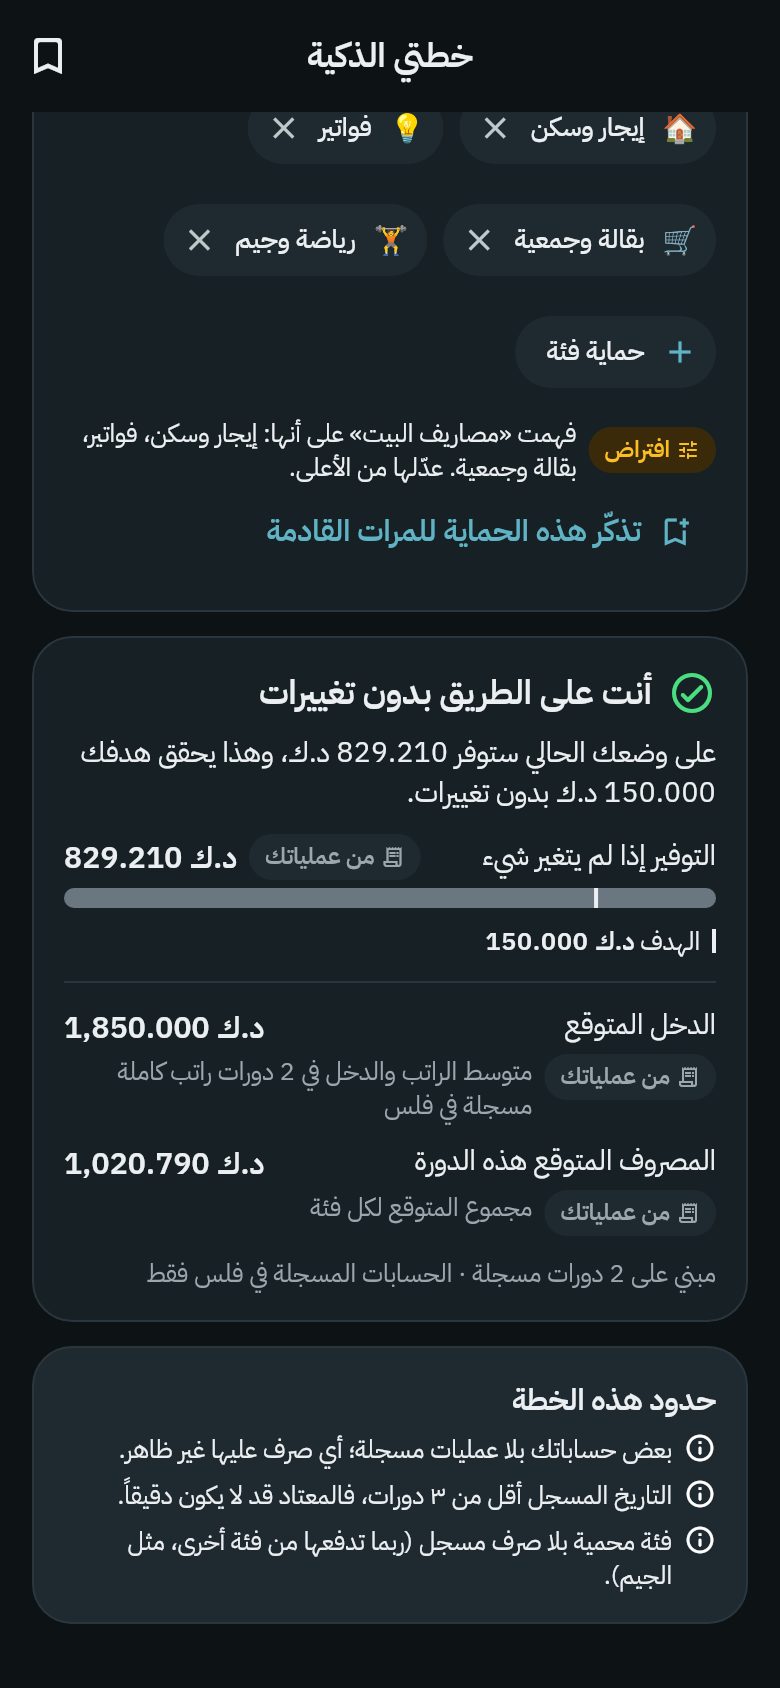 خطتي الذكية
إيجار وسكن
فواتير
بقالة وجمعية
رياضة وجيم
حماية فئة
افتراض
فهمت «مصاريف البيت» على أنها: إيجار وسكن، فواتير،
بقالة وجمعية. عدّلها من الأعلى.
تذكّر هذه الحماية للمرات القادمة
أنت على الطريق بدون تغييرات
على وضعك الحالي ستوفر 829.210 د.ك، وهذا يحقق هدفك
150.000 د.ك بدون تغييرات.
التوفير إذا لم يتغير شيء
من عملياتك
829.210 د.ك
الهدف 150.000 د.ك
الدخل المتوقع
1,850.000 د.ك
من عملياتك
متوسط الراتب والدخل في 2 دورات راتب كاملة
مسجلة في فلس
المصروف المتوقع هذه الدورة
1,020.790 د.ك
من عملياتك
مجموع المتوقع لكل فئة
مبني على 2 دورات مسجلة · الحسابات المسجلة في فلس فقط
حدود هذه الخطة
بعض حساباتك بلا عمليات مسجلة؛ أي صرف عليها غير ظاهر.
التاريخ المسجل أقل من ٣ دورات، فالمعتاد قد لا يكون دقيقاً.
فئة محمية بلا صرف مسجل (ربما تدفعها من فئة أخرى، مثل
الجيم).